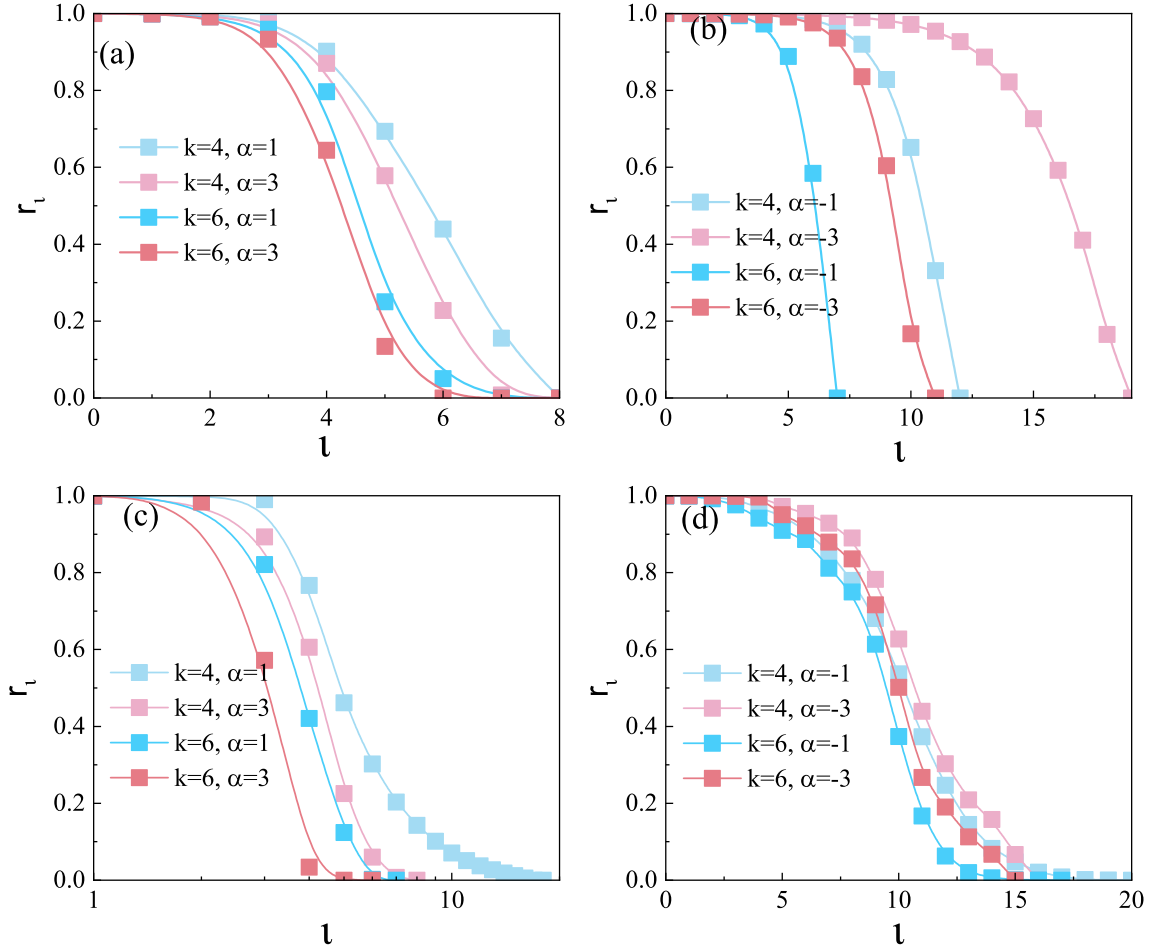 (a)
1.0
0.8
0.6
0.4
0.2
0.0
rι
k=4, α=1
k=4, α=3
k=6, α=1
k=6, α=3
0 2 4 6 8
ι
(b)
1.0
0.8
0.6
0.4
0.2
0.0
rι
k=4, α=-1
k=4, α=-3
k=6, α=-1
k=6, α=-3
0 5 10 15
ι
(c)
1.0
0.8
0.6
0.4
0.2
0.0
rι
k=4, α=1
k=4, α=3
k=6, α=1
k=6, α=3
1 10
ι
(d)
1.0
0.8
0.6
0.4
0.2
0.0
rι
k=4, α=-1
k=4, α=-3
k=6, α=-1
k=6, α=-3
0 5 10 15 20
ι